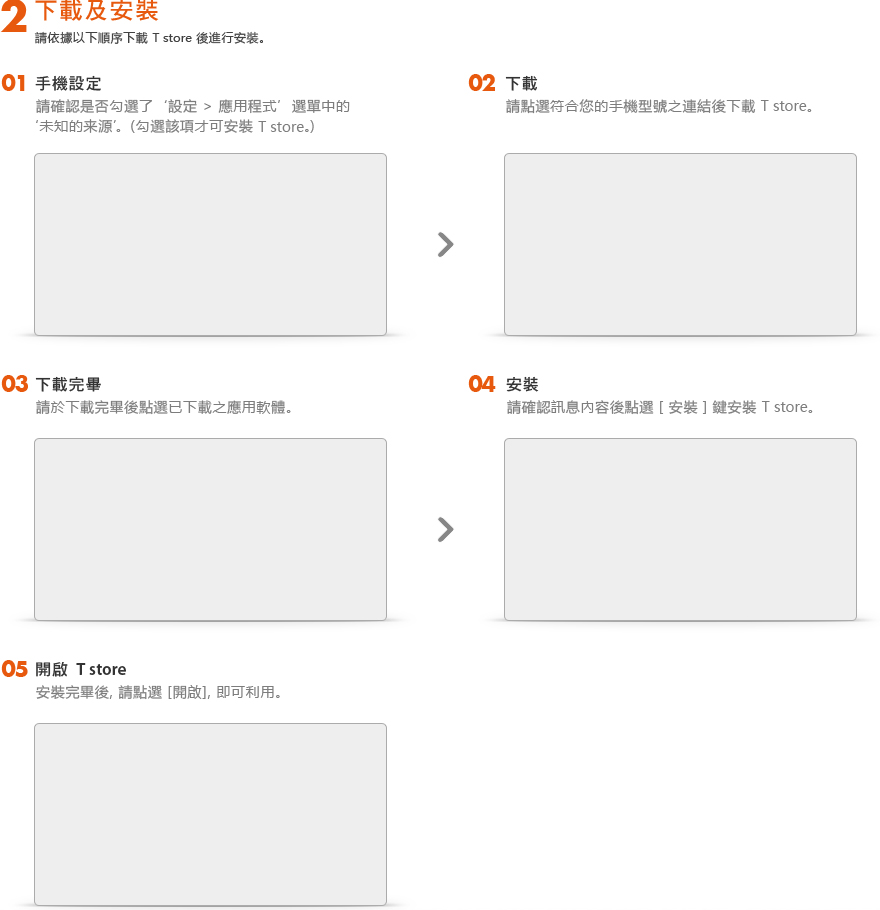 2 下載及安裝
請依據以下順序下載 T store 後進行安裝。
01 手機設定
請確認是否勾選了‘設定 > 應用程式’選單中的
‘未知的来源’。(勾選該項才可安裝 T store。)
02 下載
請點選符合您的手機型號之連結後下載 T store。
03 下載完畢
請於下載完畢後點選已下載之應用軟體。
04 安裝
請確認訊息內容後點選 [ 安裝 ] 鍵安裝 T store。
05 開啟 T store
安裝完畢後, 請點選 [開啟], 即可利用。